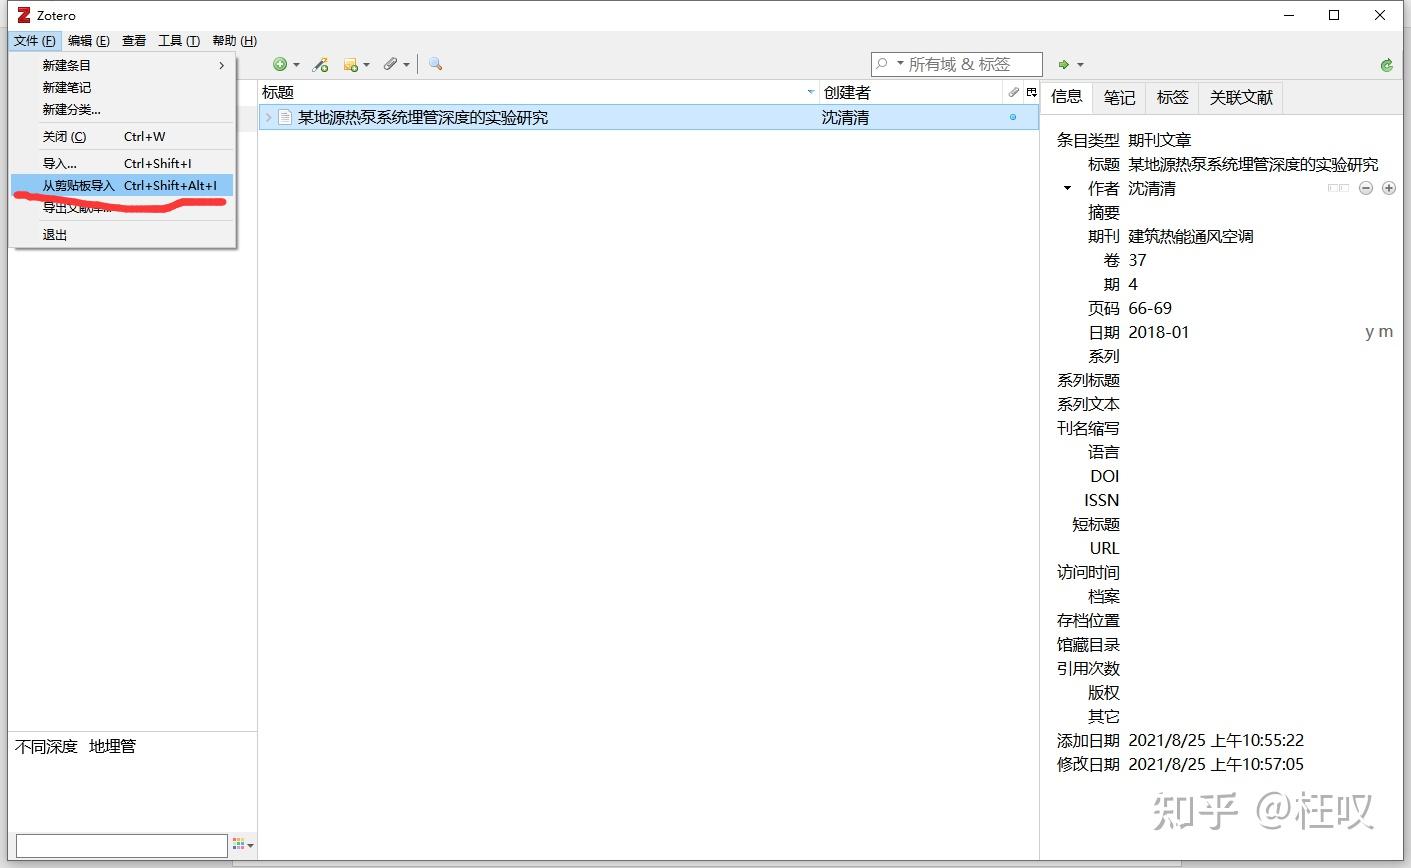 Zotero
文件 (F) 编辑 (E) 查看 工具 (T) 帮助 (H)
新建条目
新建笔记
新建分类...
关闭 (C) Ctrl+W
导入... Ctrl+Shift+I
从剪贴板导入 Ctrl+Shift+Alt+I
导出文献库...
退出
所有域 & 标签
标题 创建者
某地源热泵系统埋管深度的实验研究 沈清清
信息 笔记 标签 关联文献
条目类型 期刊文章
标题 某地源热泵系统埋管深度的实验研究
作者 沈清清
摘要
期刊 建筑热能通风空调
卷 37
期 4
页码 66-69
日期 2018-01 y m
系列
系列标题
系列文本
刊名缩写
语言
DOI
ISSN
短标题
URL
访问时间
档案
存档位置
馆藏目录
引用次数
版权
其它
添加日期 2021/8/25 上午10:55:22
修改日期 2021/8/25 上午10:57:05
不同深度 地埋管
知乎 @枉叹